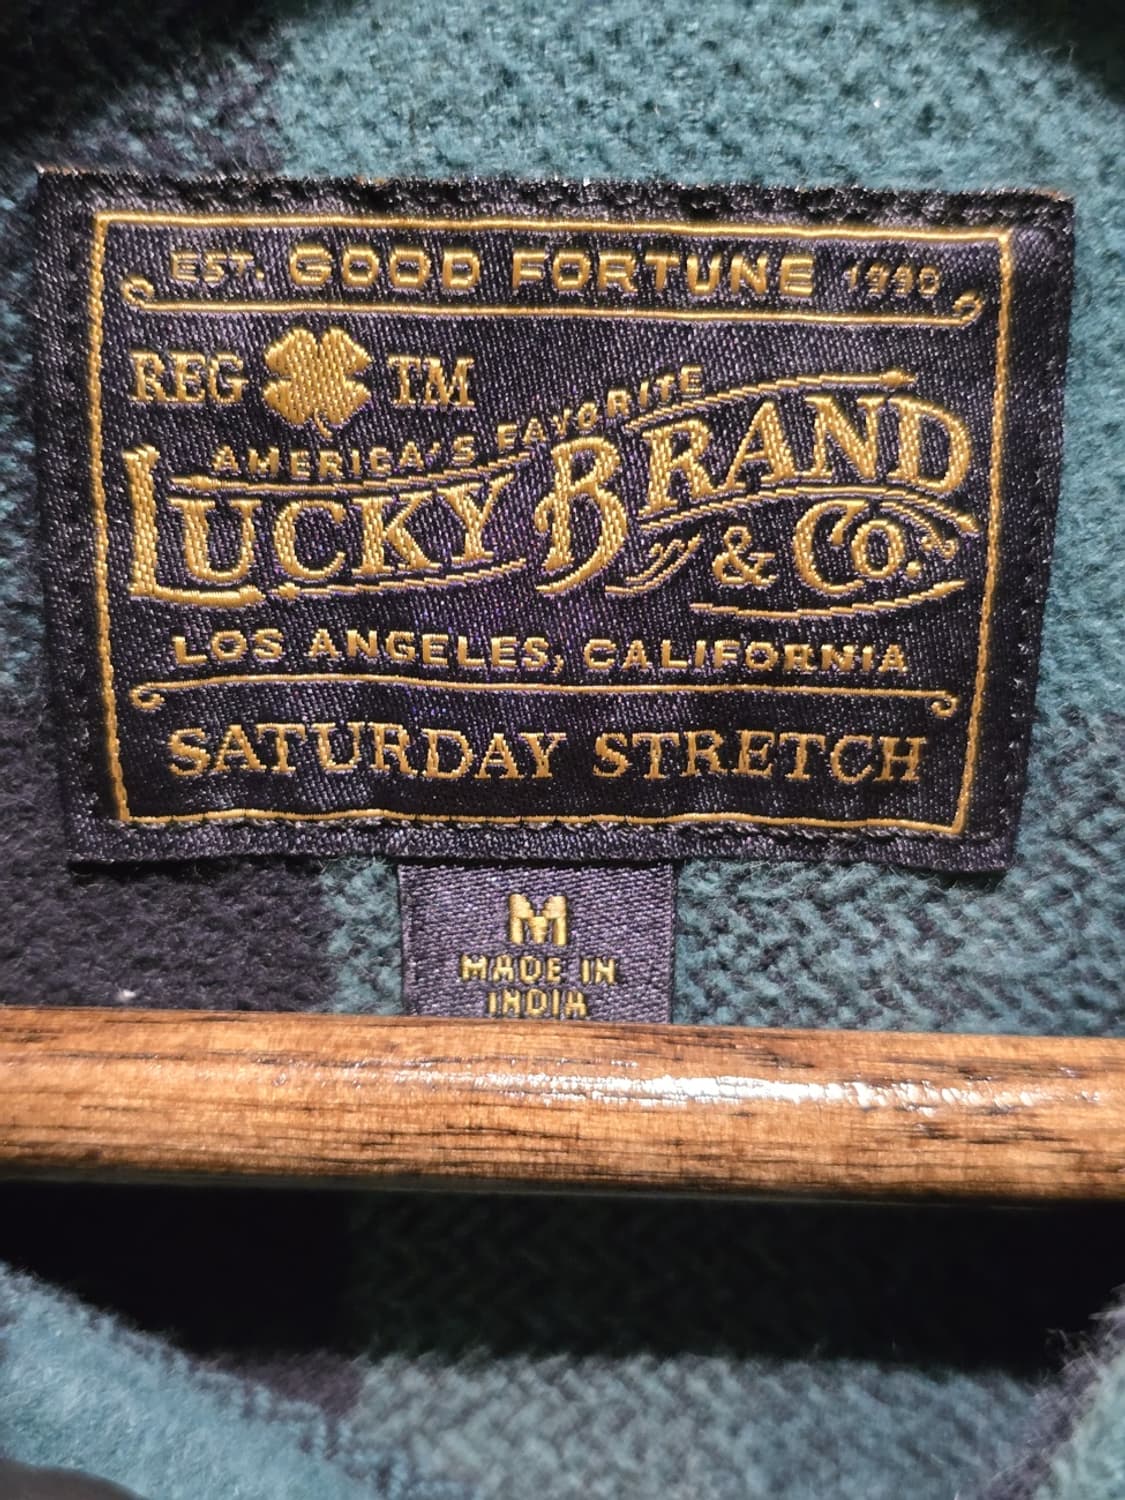 EST. GOOD FORTUNE 1990
REG TM
AMERICA'S FAVORITE
LUCKY BRAND
& Co.
LOS ANGELES, CALIFORNIA
SATURDAY STRETCH
M
MADE IN
INDIA